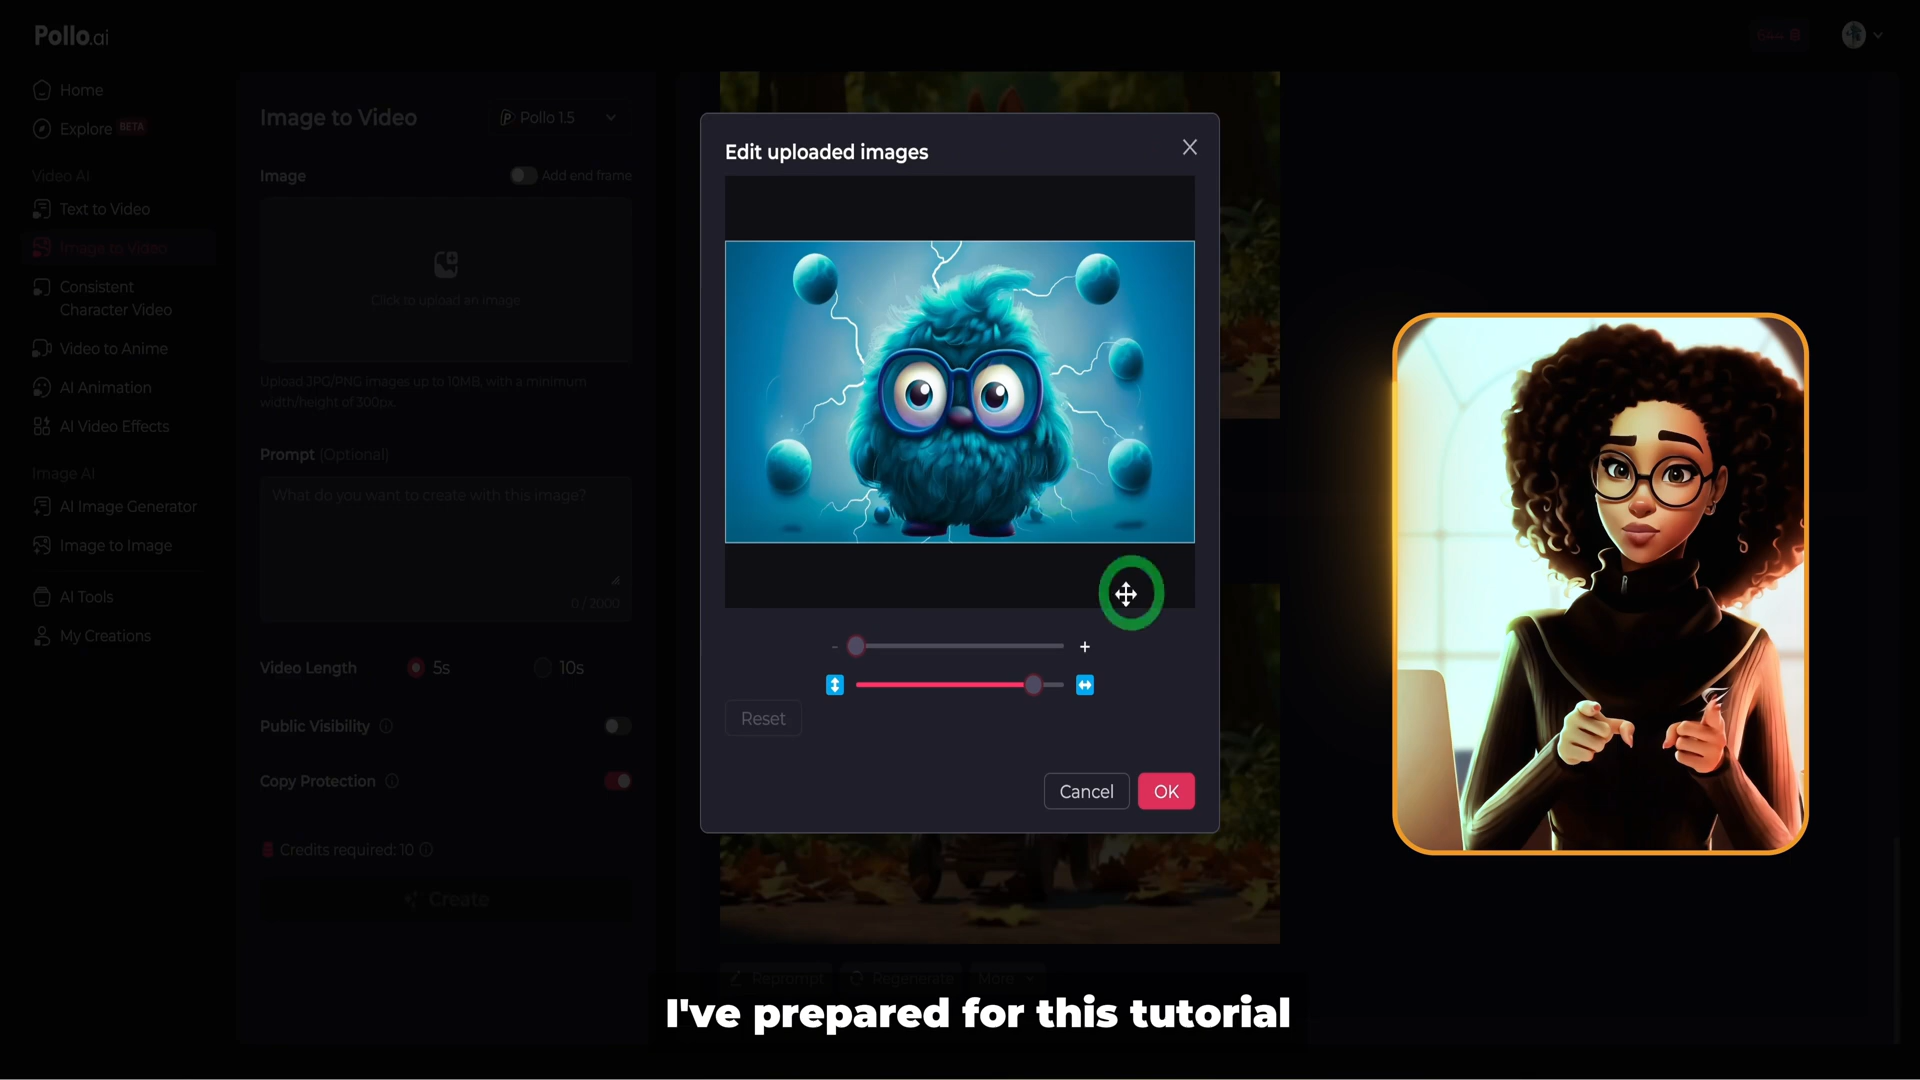 Pollo.ai
644
Home
Explore BETA
Video AI
Text to Video
Image to Video
Consistent
Character Video
Video to Anime
AI Animation
AI Video Effects
Image AI
AI Image Generator
Image to Image
AI Tools
My Creations
Image to Video
Pollo 1.5
Image
Add end frame
Click to upload an image
Upload JPG/PNG images up to 10MB, with a minimum
width/height of 300px.
Prompt (Optional)
What do you want to create with this image?
0 / 2000
Video Length
5s
10s
Public Visibility
Copy Protection
Credits required: 10
Create
Edit uploaded images
-
+
Reset
Cancel
OK
Reprompt
Regenerate
More
I've prepared for this tutorial